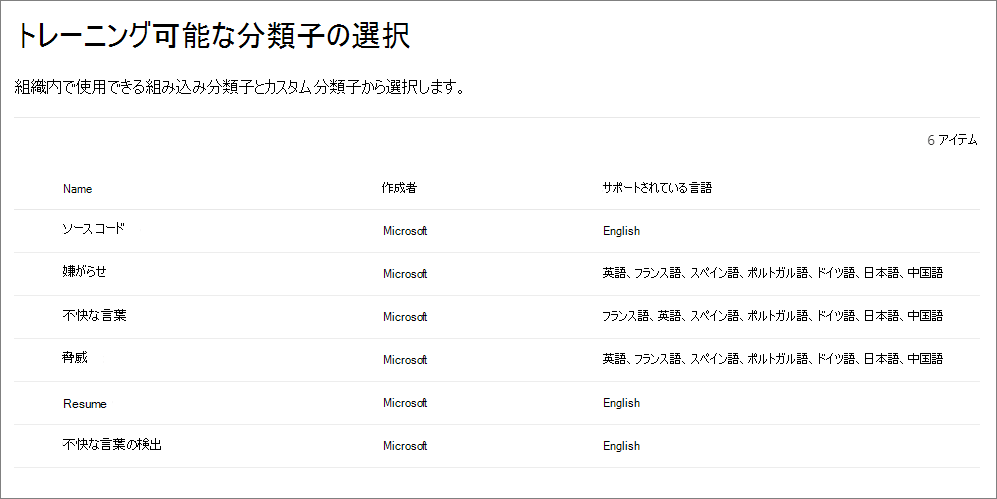 トレーニング可能な分類子の選択
組織内で使用できる組み込み分類子とカスタム 分類子から選択します。
6 アイテム
Name 作成者 サポートされている言語
ソース コード Microsoft English
嫌がらせ Microsoft 英語、フランス語、スペイン語、ポルトガル語、ドイツ語、日本語、中国語
不快な言葉 Microsoft フランス語、英語、スペイン語、ポルトガル語、ドイツ語、日本語、中国語
脅威 Microsoft 英語、フランス語、スペイン語、ポルトガル語、ドイツ語、日本語、中国語
Resume Microsoft English
不快な言葉の検出 Microsoft English